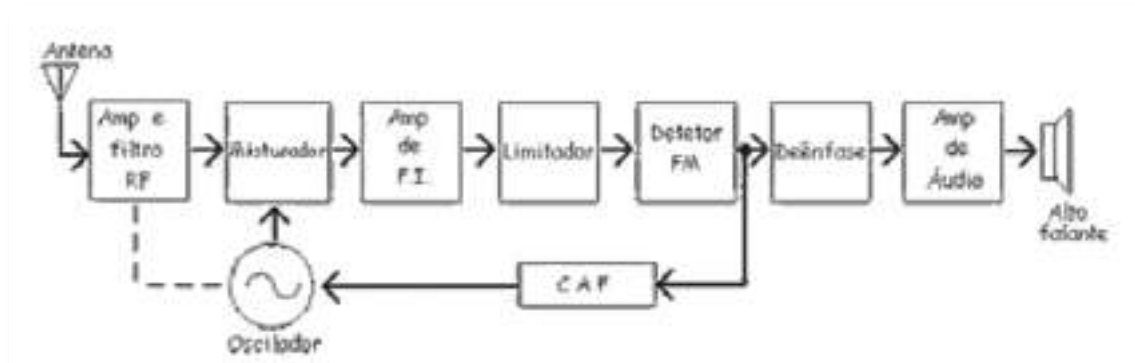 Antena
Amp e
filtro
RF
Misturador
Amp
de
F.I.
Limitador
Detetor
FM
Deênfase
Amp
de
Áudio
Alto
falante
C A F
Oscilador